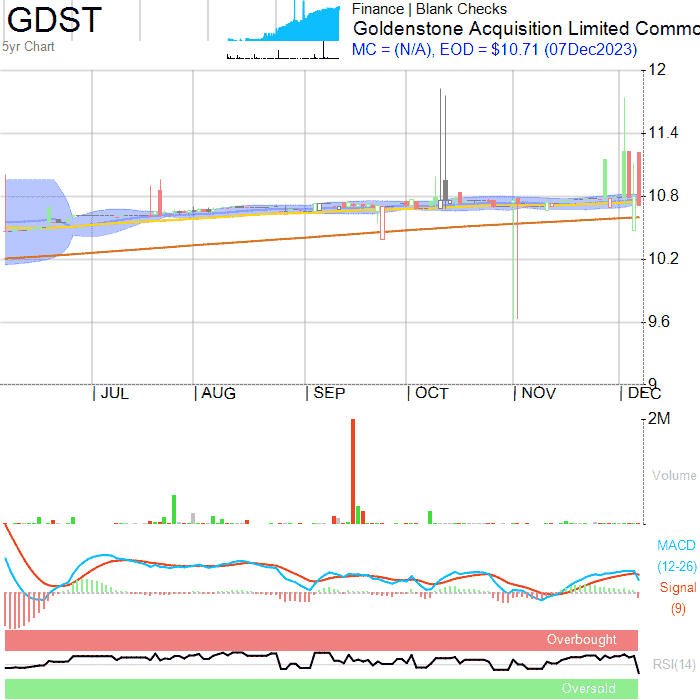 GDST
5yr Chart
Finance | Blank Checks
Goldenstone Acquisition Limited Commo
MC = (N/A), EOD = $10.71 (07Dec2023)
12
11.4
10.8
10.2
9.6
9
JUL AUG SEP OCT NOV DEC
2M
Volume
MACD
(12-26)
Signal
(9)
Overbought
RSI(14)
Oversold